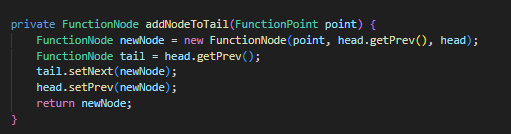 private FunctionNode addNodeToTail(FunctionPoint point) {
    FunctionNode newNode = new FunctionNode(point, head.getPrev(), head);
    FunctionNode tail = head.getPrev();
    tail.setNext(newNode);
    head.setPrev(newNode);
    return newNode;
}